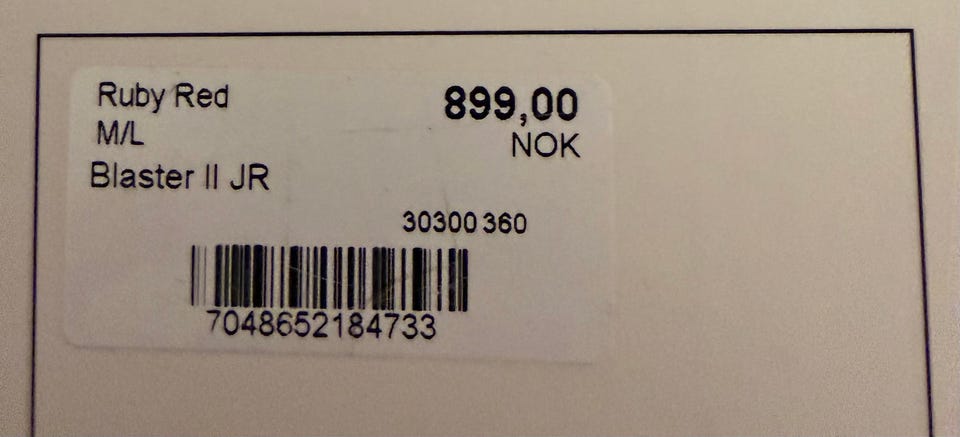 Ruby Red
899,00
M/L
NOK
Blaster II JR
30300 360
7048652184733